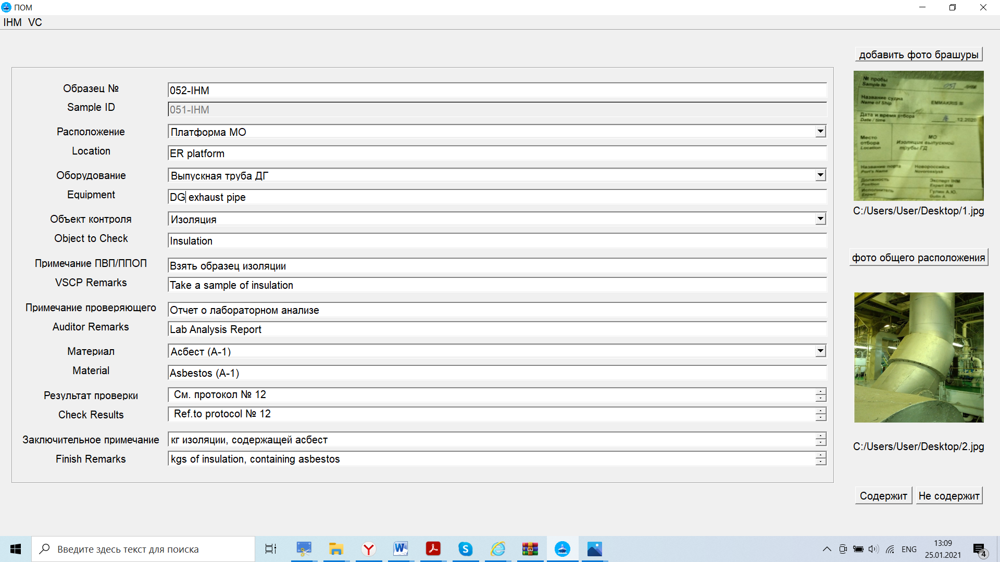 ПОМ
IHM VC
добавить фото брашуры
Образец № 052-IHM
Sample ID 051-IHM
Расположение Платформа МО
Location ER platform
Оборудование Выпускная труба ДГ
Equipment DG exhaust pipe
Объект контроля Изоляция
Object to Check Insulation
Примечание ПВП/ППОП Взять образец изоляции
VSCP Remarks Take a sample of insulation
Примечание проверяющего Отчет о лабораторном анализе
Auditor Remarks Lab Analysis Report
Материал Асбест (А-1)
Material Asbestos (A-1)
Результат проверки См. протокол № 12
Check Results Ref.to protocol № 12
Заключительное примечание кг изоляции, содержащей асбест
Finish Remarks kgs of insulation, containing asbestos
№ пробы
Sample №
051
Название судна
Name of Ship
EMMAKRIS III
Дата и время отбора
Date / time
12.2020
Место
отбора
Location
МО
Изоляция выпускной
трубы ГД
Название порта
Port's Name
Новороссийск
Novorossiysk
Должность
Position
Эксперт IHM
Expert IHM
Исполнитель
Expert
Гулин А.Ю.
Gulin A.
C:/Users/User/Desktop/1.jpg
фото общего расположения
C:/Users/User/Desktop/2.jpg
Содержит Не содержит
Введите здесь текст для поиска
ENG
13:09
25.01.2021
4